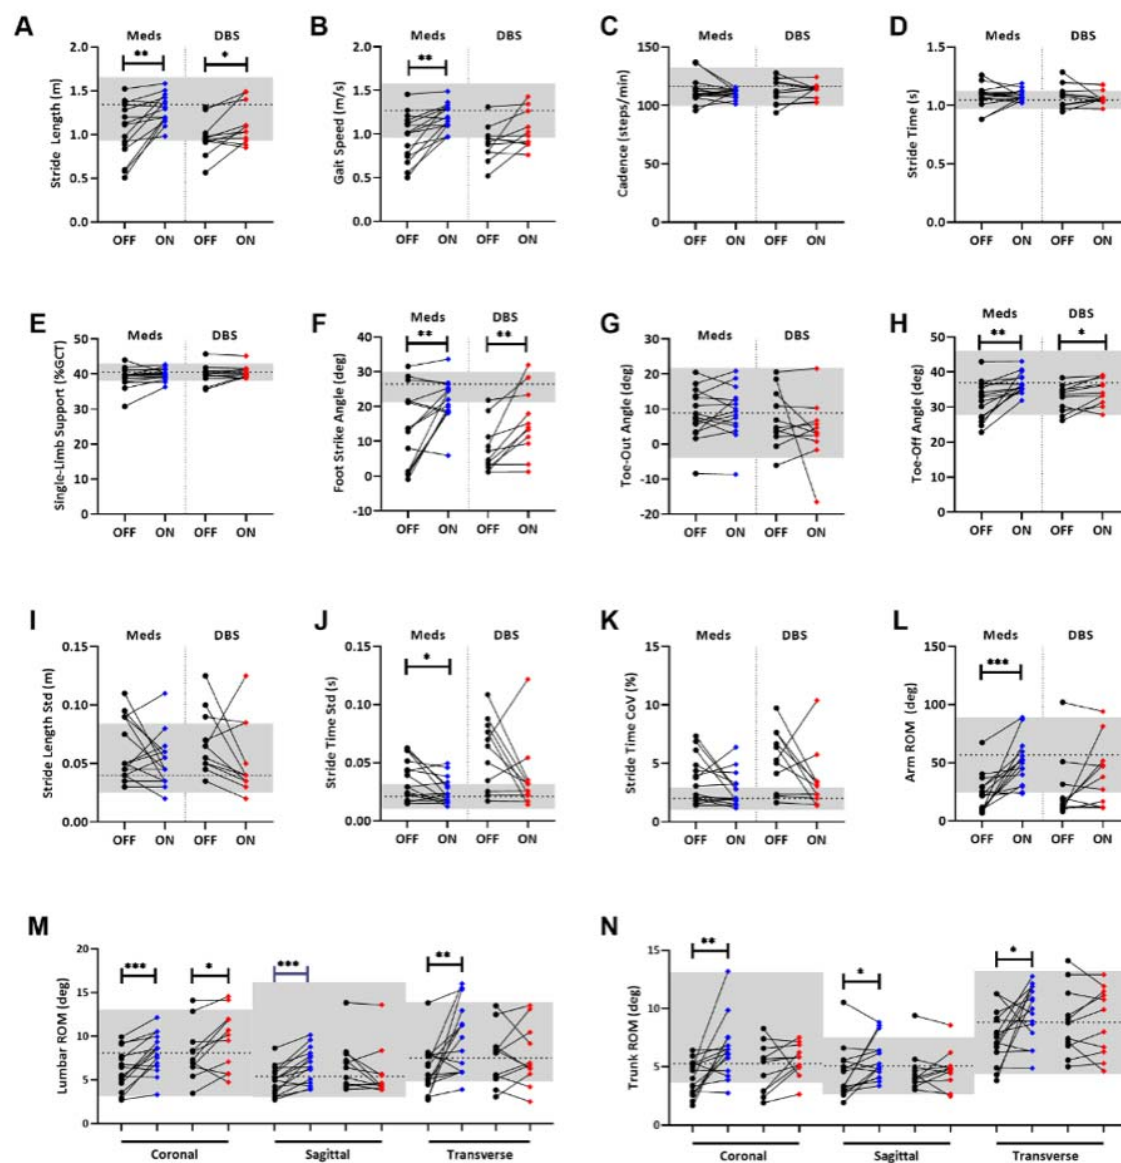 A
Meds DBS
** *
Stride Length (m)
2.0
1.5
1.0
0.5
0.0
OFF ON OFF ON
B
Meds DBS
**
Gait Speed (m/s)
2.0
1.5
1.0
0.5
0.0
OFF ON OFF ON
C
Meds DBS
Cadence (steps/min)
150
100
50
0
OFF ON OFF ON
D
Meds DBS
Stride Time (s)
1.5
1.0
0.5
0.0
OFF ON OFF ON
E
Meds DBS
Single-Limb Support (%GCT)
50
40
30
20
10
0
OFF ON OFF ON
F
Meds DBS
** **
Foot Strike Angle (deg)
40
30
20
10
0
-10
OFF ON OFF ON
G
Meds DBS
Toe-Out Angle (deg)
30
20
10
0
-10
-20
OFF ON OFF ON
H
Meds DBS
** *
Toe-Off Angle (deg)
50
40
30
20
10
0
OFF ON OFF ON
I
Meds DBS
Stride Length Std (m)
0.15
0.10
0.05
0.00
OFF ON OFF ON
J
Meds DBS
*
Stride Time Std (s)
0.15
0.10
0.05
0.00
OFF ON OFF ON
K
Meds DBS
Stride Time CoV (%)
15
10
5
0
OFF ON OFF ON
L
Meds DBS
***
Arm ROM (deg)
150
100
50
0
OFF ON OFF ON
M
*** * *** **
Lumbar ROM (deg)
20
15
10
5
0
Coronal Sagittal Transverse
N
** * *
Trunk ROM (deg)
15
10
5
0
Coronal Sagittal Transverse